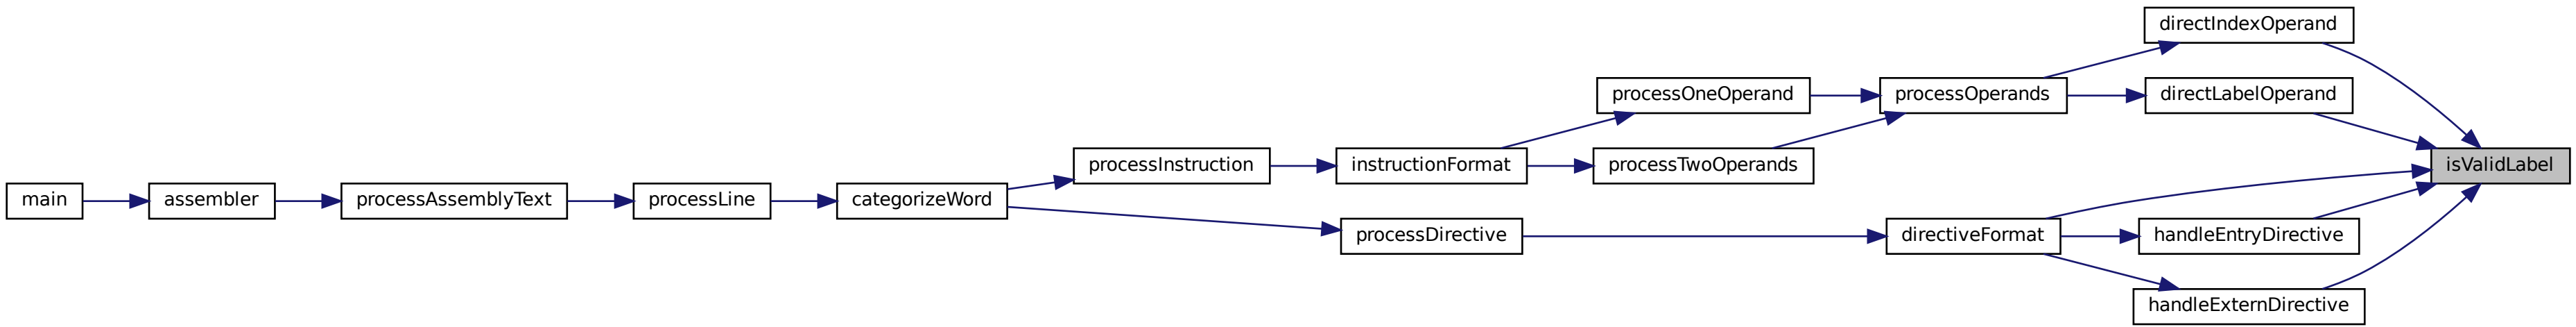 directIndexOperand
processOneOperand
processOperands
directLabelOperand
processInstruction
instructionFormat
processTwoOperands
isValidLabel
main
assembler
processAssemblyText
processLine
categorizeWord
processDirective
directiveFormat
handleEntryDirective
handleExternDirective